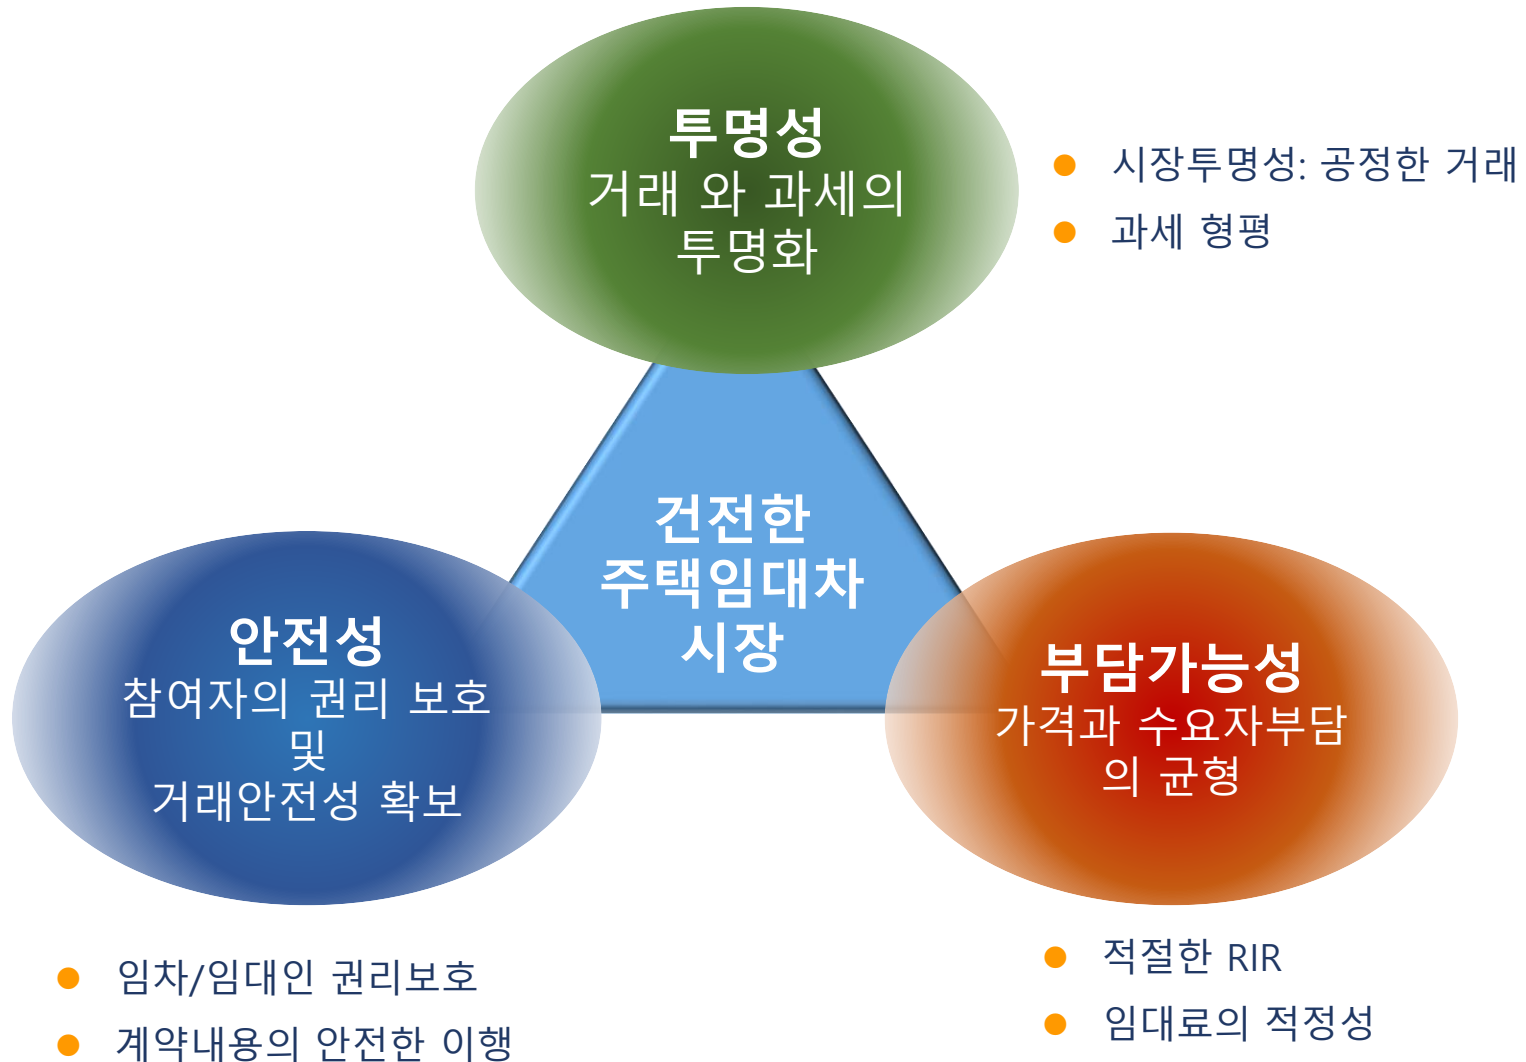 투명성
거래 와 과세의
투명화
시장투명성: 공정한 거래
과세 형평
건전한
주택임대차
시장
안전성
참여자의 권리 보호
및
거래안전성 확보
부담가능성
가격과 수요자부담
의 균형
임차/임대인 권리보호
계약내용의 안전한 이행
적절한 RIR
임대료의 적정성